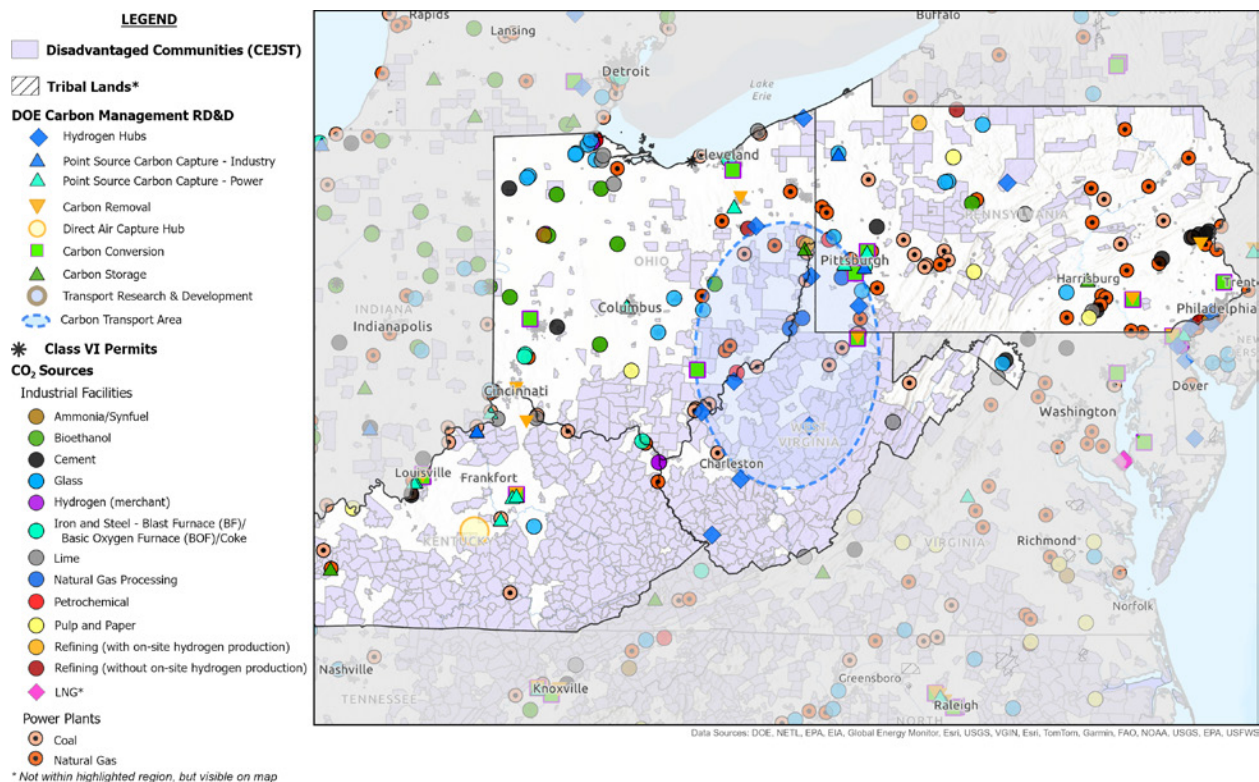 LEGEND
Disadvantaged Communities (CEJST)
Tribal Lands*
DOE Carbon Management RD&D
Hydrogen Hubs
Point Source Carbon Capture - Industry
Point Source Carbon Capture - Power
Carbon Removal
Direct Air Capture Hub
Carbon Conversion
Carbon Storage
Transport Research & Development
Carbon Transport Area
Class VI Permits
CO₂ Sources
Industrial Facilities
Ammonia/Synfuel
Bioethanol
Cement
Glass
Hydrogen (merchant)
Iron and Steel - Blast Furnace (BF)/
Basic Oxygen Furnace (BOF)/Coke
Lime
Natural Gas Processing
Petrochemical
Pulp and Paper
Refining (with on-site hydrogen production)
Refining (without on-site hydrogen production)
LNG*
Power Plants
Coal
Natural Gas
* Not within highlighted region, but visible on map
Rapids
Lansing
Buffalo
Detroit
Lake
Erie
Cleveland
PENNSYLVANIA
OHIO
Pittsburgh
Harrisburg
Trent
Philadelphia
INDIANA
Indianapolis
Columbus
NEW
Dover
Cincinnati
Washington
WEST
VIRGINIA
Charleston
Louisville
Frankfort
KENTUCKY
VIRGINIA
Richmond
Norfolk
Nashville
TENNESSEE
Knoxville
Greensboro
Raleigh
NORTH
Data Sources: DOE, NETL, EPA, EIA, Global Energy Monitor, Esri, USGS, VGIN, Esri, TomTom, Garmin, FAO, NOAA, USGS, EPA, USFWS